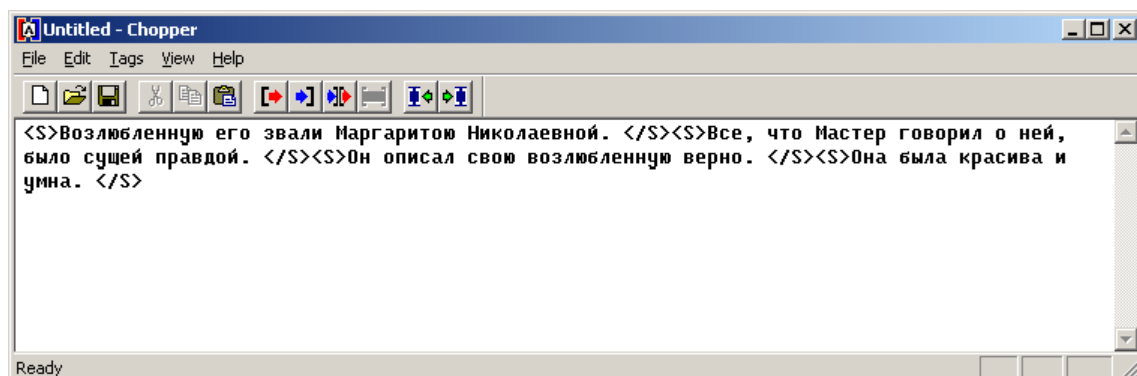 Untitled - Chopper
File Edit Tags View Help
<S>Возлюбленную его звали Маргаритою Николаевной. </S><S>Все, что Мастер говорил о ней,
было сущей правдой. </S><S>Он описал свою возлюбленную верно. </S><S>Она была красива и
умна. </S>
Ready